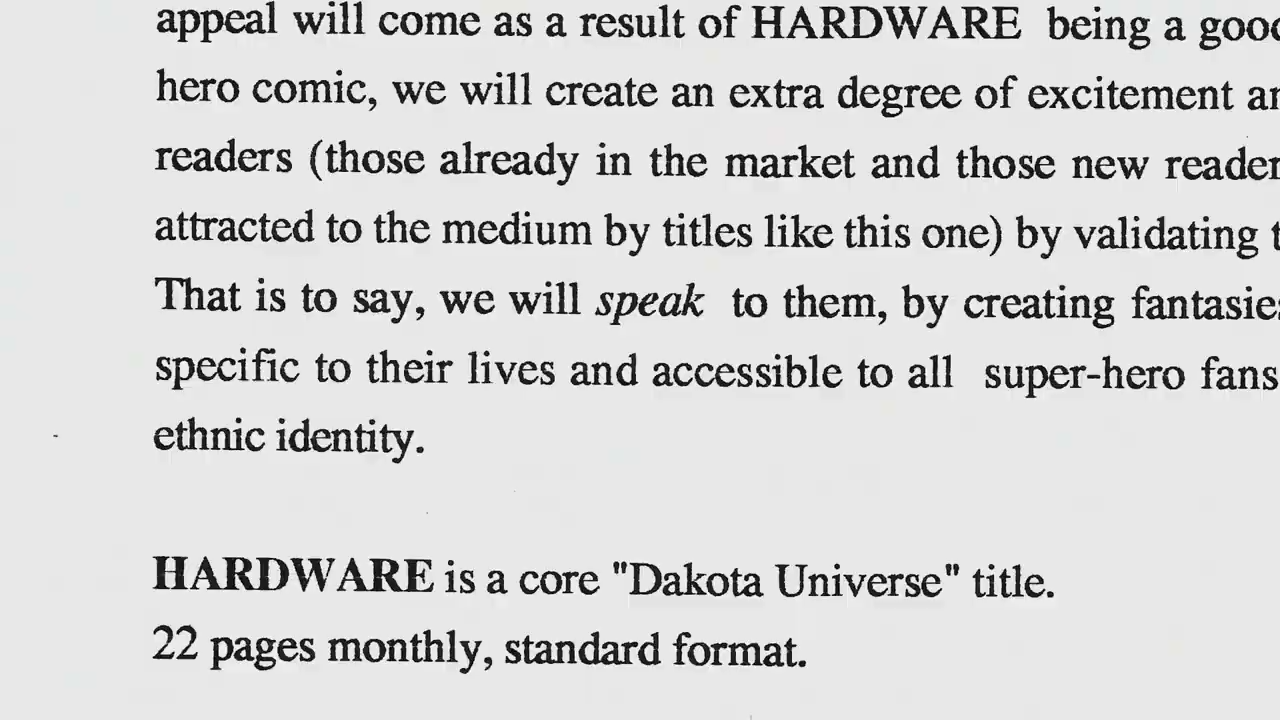 appeal will come as a result of HARDWARE being a good
hero comic, we will create an extra degree of excitement
readers (those already in the market and those new
attracted to the medium by titles like this one) by validating
That is to say, we will speak to them, by creating
specific to their lives and accessible to all super-hero fans
ethnic identity.
HARDWARE is a core "Dakota Universe" title.
22 pages monthly, standard format.